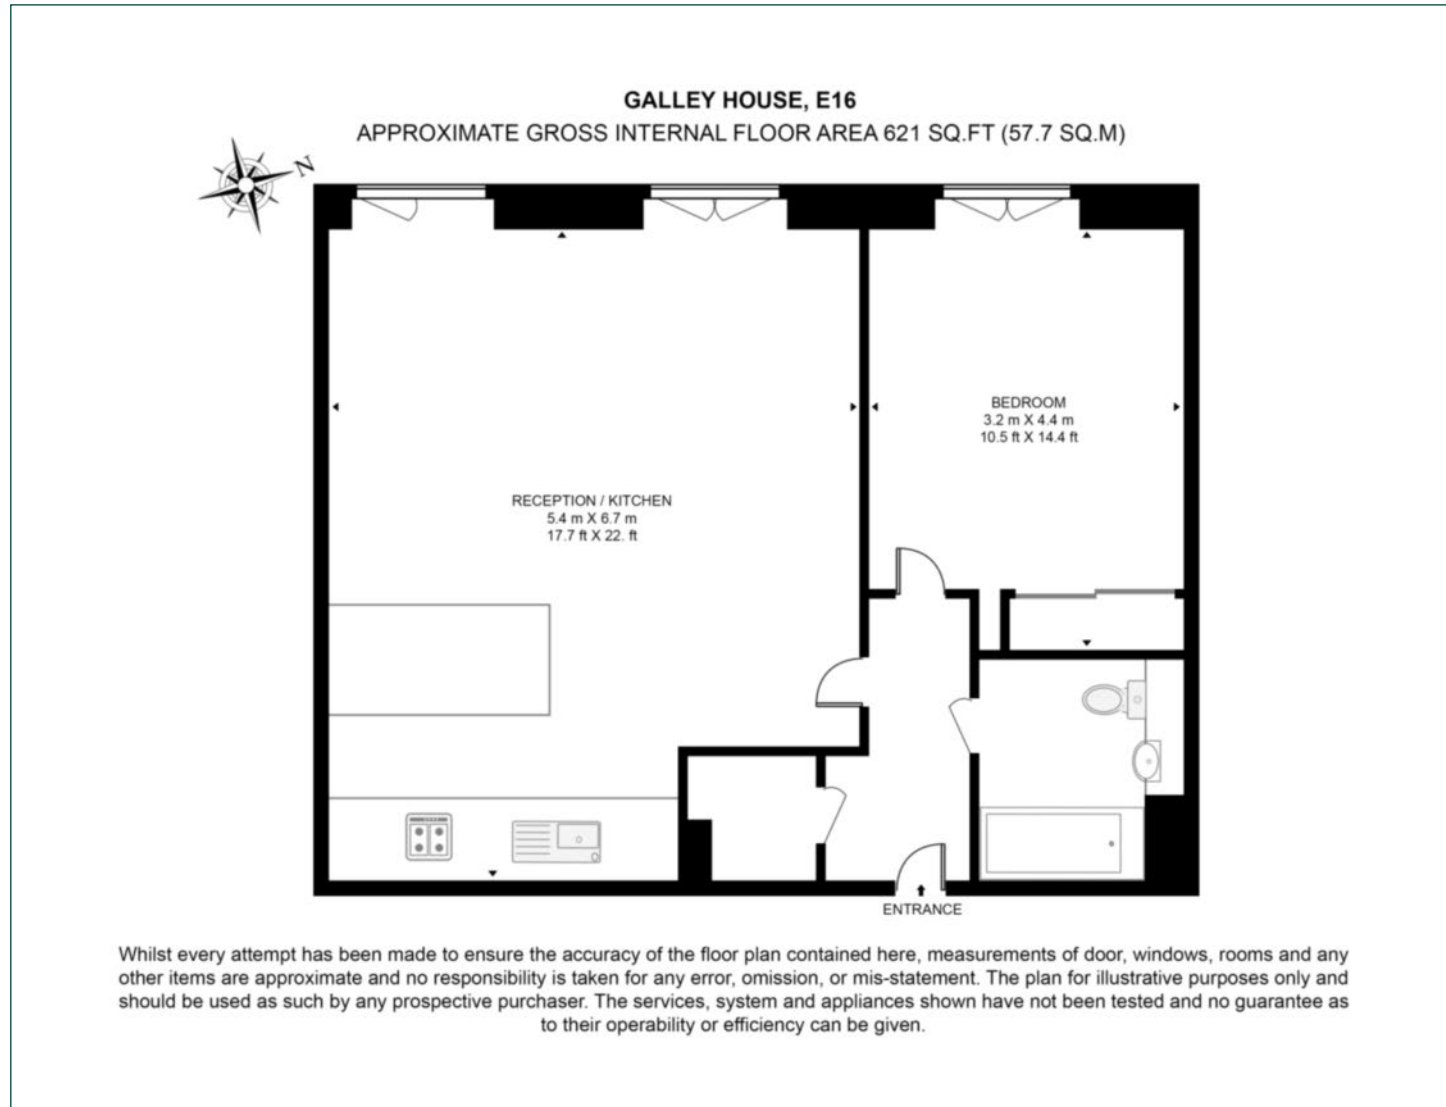 GALLEY HOUSE, E16
APPROXIMATE GROSS INTERNAL FLOOR AREA 621 SQ.FT (57.7 SQ.M)
N
BEDROOM
3.2 m X 4.4 m
10.5 ft X 14.4 ft
RECEPTION / KITCHEN
5.4 m X 6.7 m
17.7 ft X 22. ft
ENTRANCE
Whilst every attempt has been made to ensure the accuracy of the floor plan contained here, measurements of door, windows, rooms and any
other items are approximate and no responsibility is taken for any error, omission, or mis-statement. The plan for illustrative purposes only and
should be used as such by any prospective purchaser. The services, system and appliances shown have not been tested and no guarantee as
to their operability or efficiency can be given.